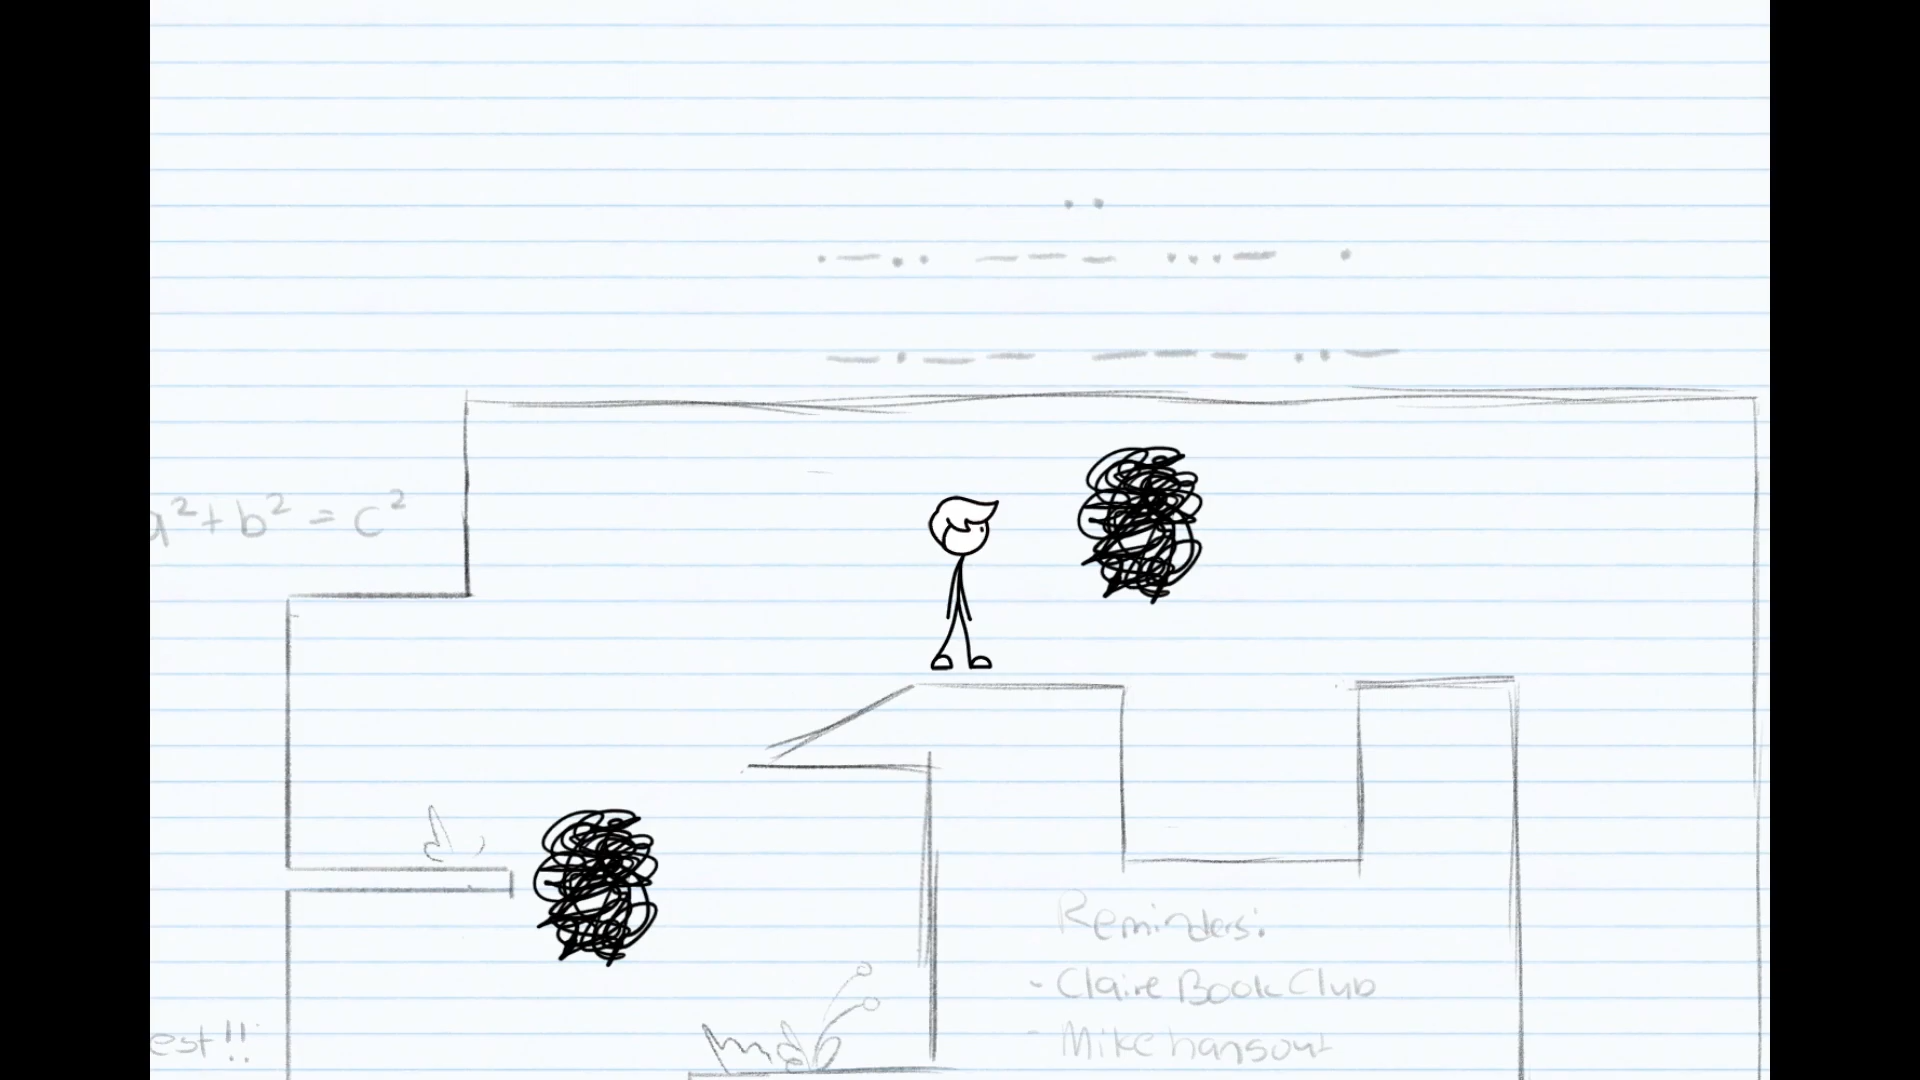 ..
.-.. --- ...- .
-.-- --- ..-
a² + b² = c²
Reminders:
- Claire Book Club
- Mike hangout
est!!